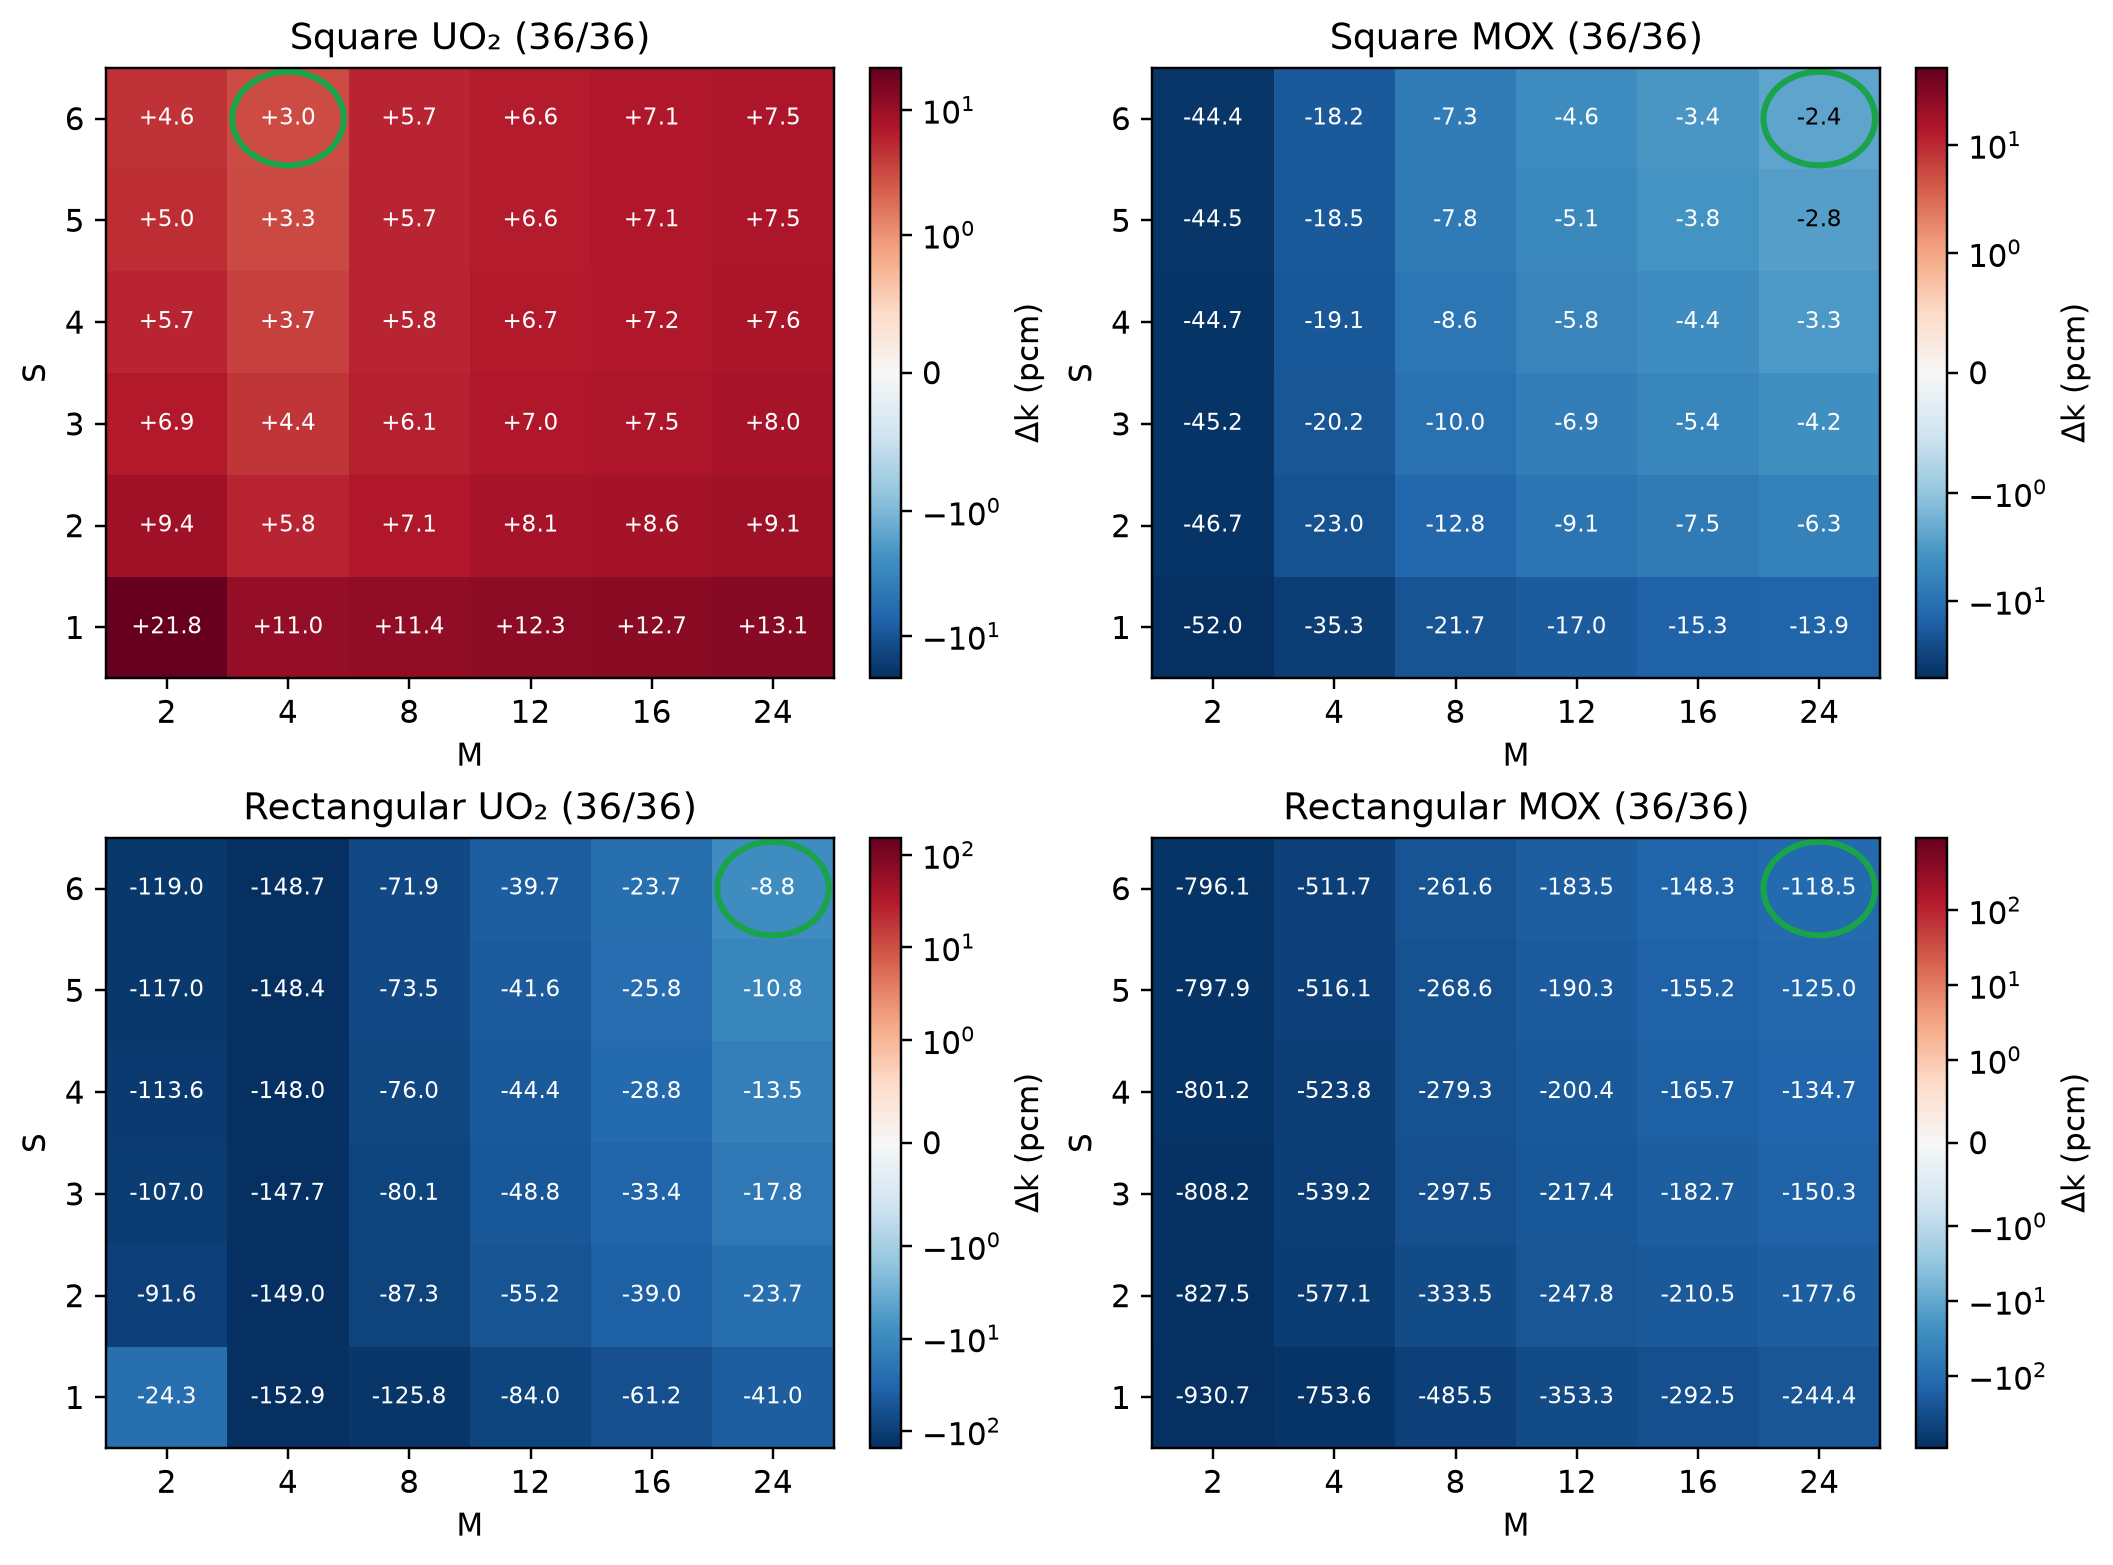 Square UO₂ (36/36)
6 +4.6 +3.0 +5.7 +6.6 +7.1 +7.5
5 +5.0 +3.3 +5.7 +6.6 +7.1 +7.5
4 +5.7 +3.7 +5.8 +6.7 +7.2 +7.6
3 +6.9 +4.4 +6.1 +7.0 +7.5 +8.0
2 +9.4 +5.8 +7.1 +8.1 +8.6 +9.1
1 +21.8 +11.0 +11.4 +12.3 +12.7 +13.1
2 4 8 12 16 24
M
S
10¹
10⁰
0
−10⁰
−10¹
Δk (pcm)
Square MOX (36/36)
6 -44.4 -18.2 -7.3 -4.6 -3.4 -2.4
5 -44.5 -18.5 -7.8 -5.1 -3.8 -2.8
4 -44.7 -19.1 -8.6 -5.8 -4.4 -3.3
3 -45.2 -20.2 -10.0 -6.9 -5.4 -4.2
2 -46.7 -23.0 -12.8 -9.1 -7.5 -6.3
1 -52.0 -35.3 -21.7 -17.0 -15.3 -13.9
2 4 8 12 16 24
M
S
10¹
10⁰
0
−10⁰
−10¹
Δk (pcm)
Rectangular UO₂ (36/36)
6 -119.0 -148.7 -71.9 -39.7 -23.7 -8.8
5 -117.0 -148.4 -73.5 -41.6 -25.8 -10.8
4 -113.6 -148.0 -76.0 -44.4 -28.8 -13.5
3 -107.0 -147.7 -80.1 -48.8 -33.4 -17.8
2 -91.6 -149.0 -87.3 -55.2 -39.0 -23.7
1 -24.3 -152.9 -125.8 -84.0 -61.2 -41.0
2 4 8 12 16 24
M
S
10²
10¹
10⁰
0
−10⁰
−10¹
−10²
Δk (pcm)
Rectangular MOX (36/36)
6 -796.1 -511.7 -261.6 -183.5 -148.3 -118.5
5 -797.9 -516.1 -268.6 -190.3 -155.2 -125.0
4 -801.2 -523.8 -279.3 -200.4 -165.7 -134.7
3 -808.2 -539.2 -297.5 -217.4 -182.7 -150.3
2 -827.5 -577.1 -333.5 -247.8 -210.5 -177.6
1 -930.7 -753.6 -485.5 -353.3 -292.5 -244.4
2 4 8 12 16 24
M
S
10²
10¹
10⁰
0
−10⁰
−10¹
−10²
Δk (pcm)